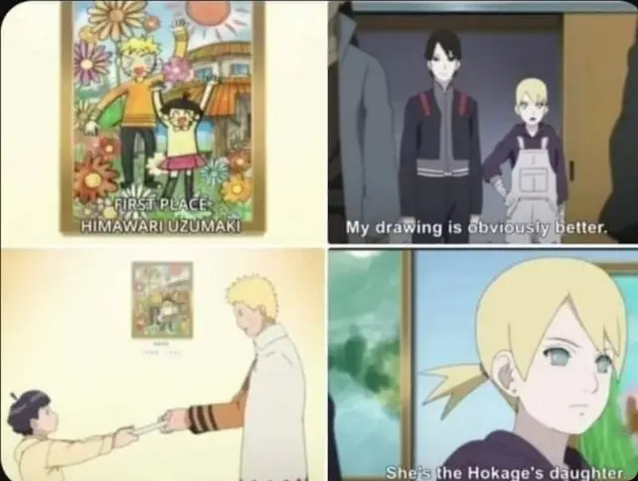 FIRST PLACE
HIMAWARI UZUMAKI
My drawing is obviously better.
She's the Hokage's daughter.